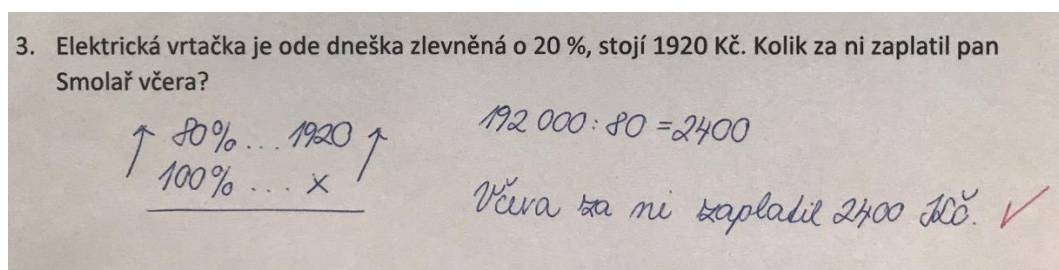 3. Elektrická vrtačka je ode dneška zlevněná o 20 %, stojí 1920 Kč. Kolik za ni zaplatil pan
Smolař včera?
80% ... 1920
100% ... x
192 000 : 80 = 2400
Včera za ni zaplatil 2400 Kč.